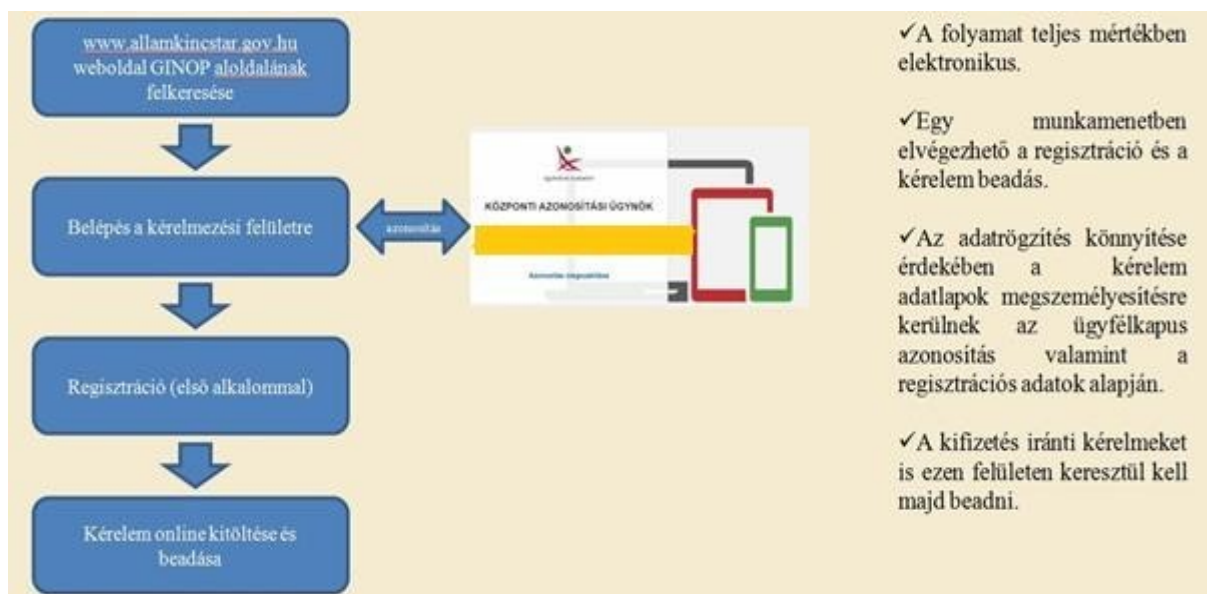 www.allamkincstar.gov.hu
weboldal GINOP aloldalának
felkeresése
Belépés a kérelmezési felületre
azonosítás
KÖZPONTI AZONOSÍTÁSI ÜGYNÖK
Azonosítás megszakítása
Regisztráció (első alkalommal)
Kérelem online kitöltése és
beadása
✓A folyamat teljes mértékben
elektronikus.
✓Egy munkamenetben
elvégezhető a regisztráció és a
kérelem beadás.
✓Az adatrögzítés könnyítése
érdekében a kérelem
adatlapok megszemélyesítésre
kerülnek az ügyfélkapus
azonosítás valamint a
regisztrációs adatok alapján.
✓A kifizetés iránti kérelmeket
is ezen felületen keresztül kell
majd beadni.